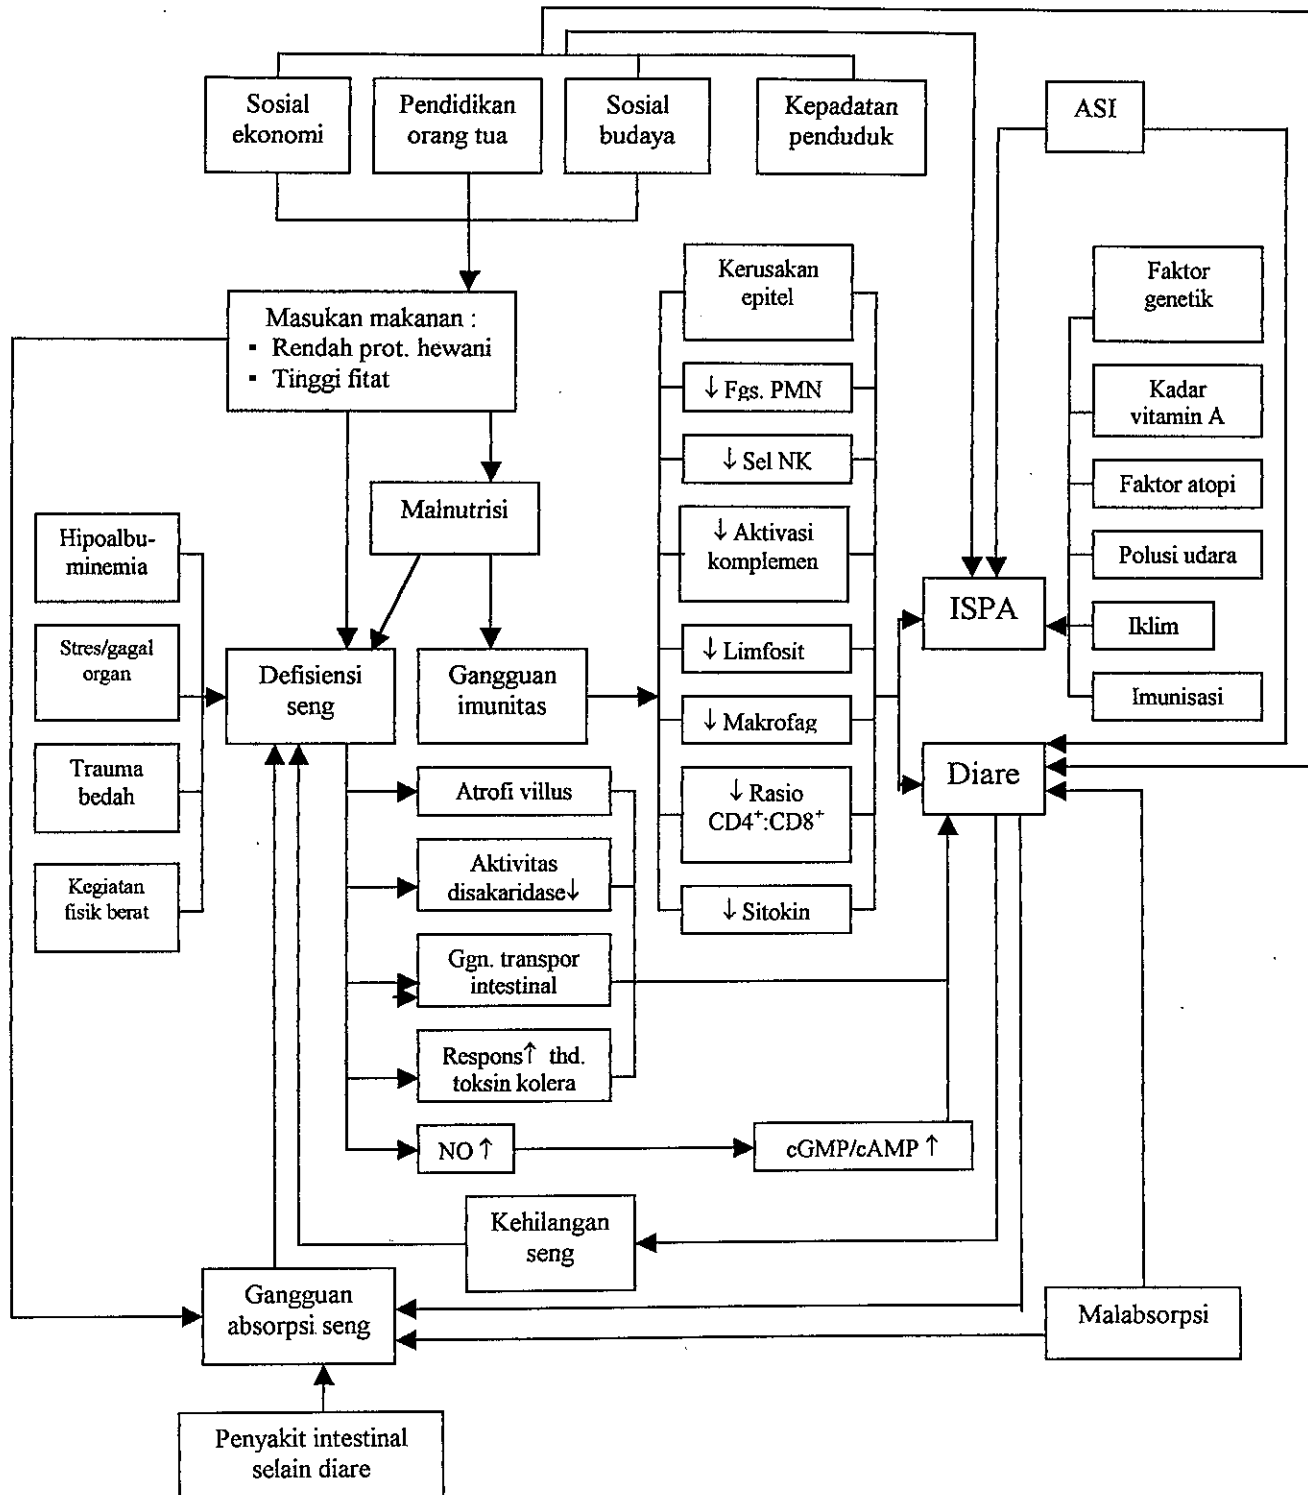 Sosial
ekonomi
Pendidikan
orang tua
Sosial
budaya
Kepadatan
penduduk
ASI
Masukan makanan :
▪ Rendah prot. hewani
▪ Tinggi fitat
Kerusakan
epitel
↓ Fgs. PMN
↓ Sel NK
↓ Aktivasi
komplemen
↓ Limfosit
↓ Makrofag
↓ Rasio
CD4⁺:CD8⁺
↓ Sitokin
Faktor
genetik
Kadar
vitamin A
Faktor atopi
Polusi udara
Iklim
Imunisasi
Malnutrisi
Hipoalbu-
minemia
Stres/gagal
organ
Trauma
bedah
Kegiatan
fisik berat
Defisiensi
seng
Gangguan
imunitas
ISPA
Diare
Atrofi villus
Aktivitas
disakaridase↓
Ggn. transpor
intestinal
Respons↑ thd.
toksin kolera
NO ↑
cGMP/cAMP ↑
Kehilangan
seng
Gangguan
absorpsi seng
Malabsorpsi
Penyakit intestinal
selain diare